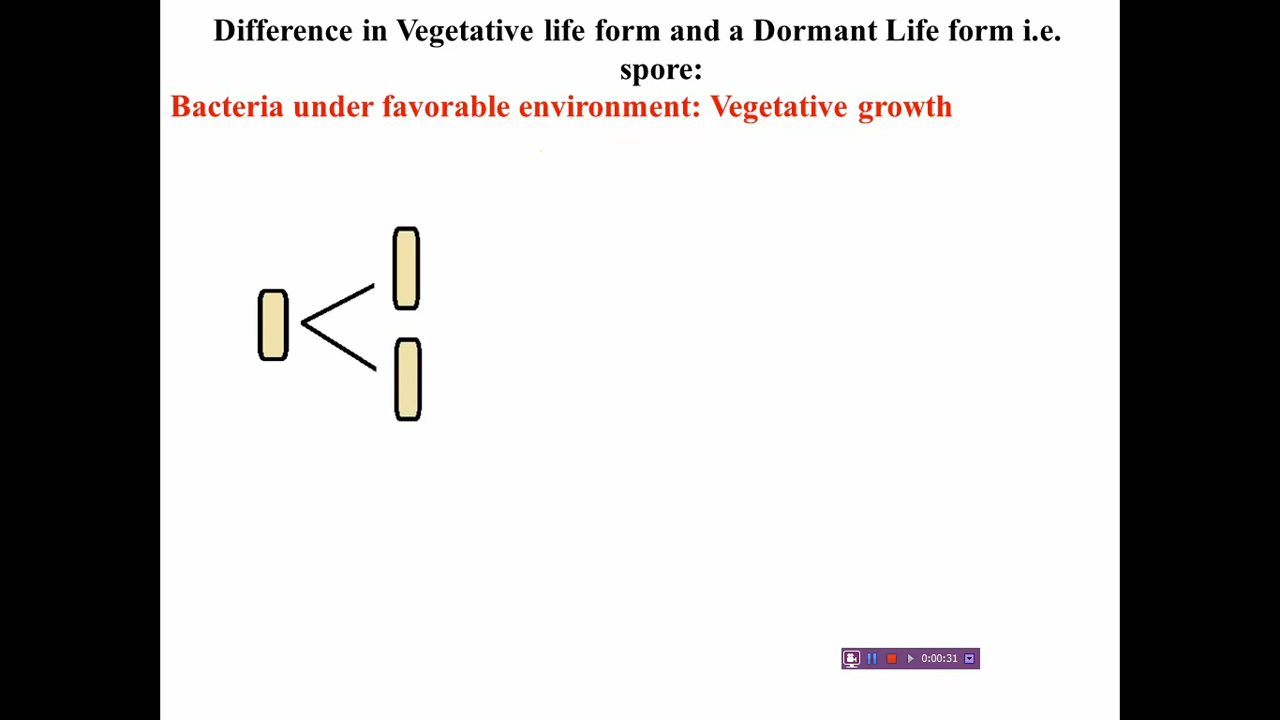 Difference in Vegetative life form and a Dormant Life form i.e.
spore:
Bacteria under favorable environment: Vegetative growth
0:00:31